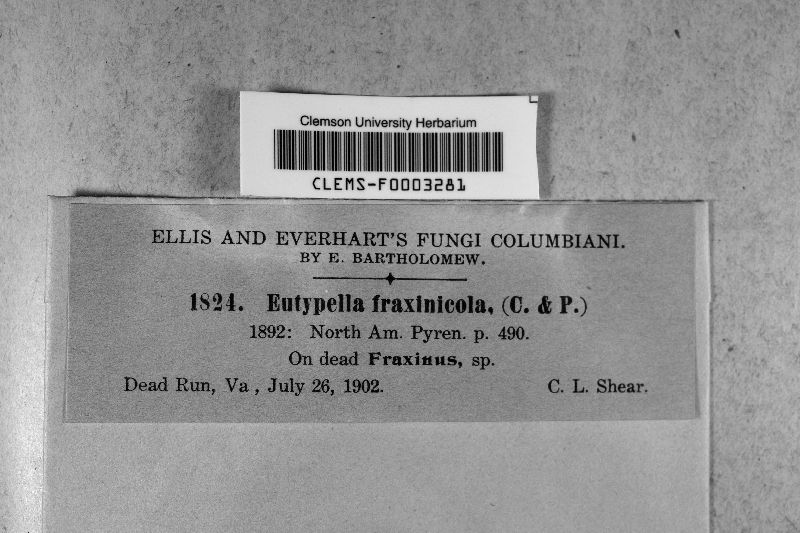 Clemson University Herbarium
CLEMS-F0003281
ELLIS AND EVERHART'S FUNGI COLUMBIANI.
BY E. BARTHOLOMEW.
1824. Eutypella fraxinicola, (C. & P.)
1892: North Am. Pyren. p. 490.
On dead Fraxinus, sp.
Dead Run, Va , July 26, 1902. C. L. Shear.